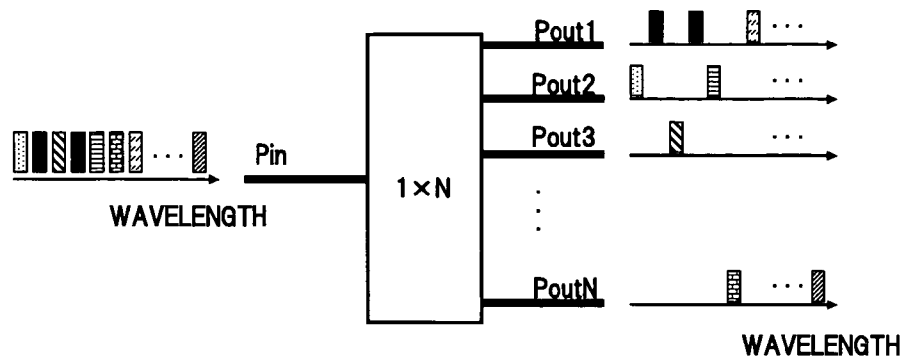 Pout1
Pout2
Pout3
Pin
1×N
WAVELENGTH
PoutN
WAVELENGTH